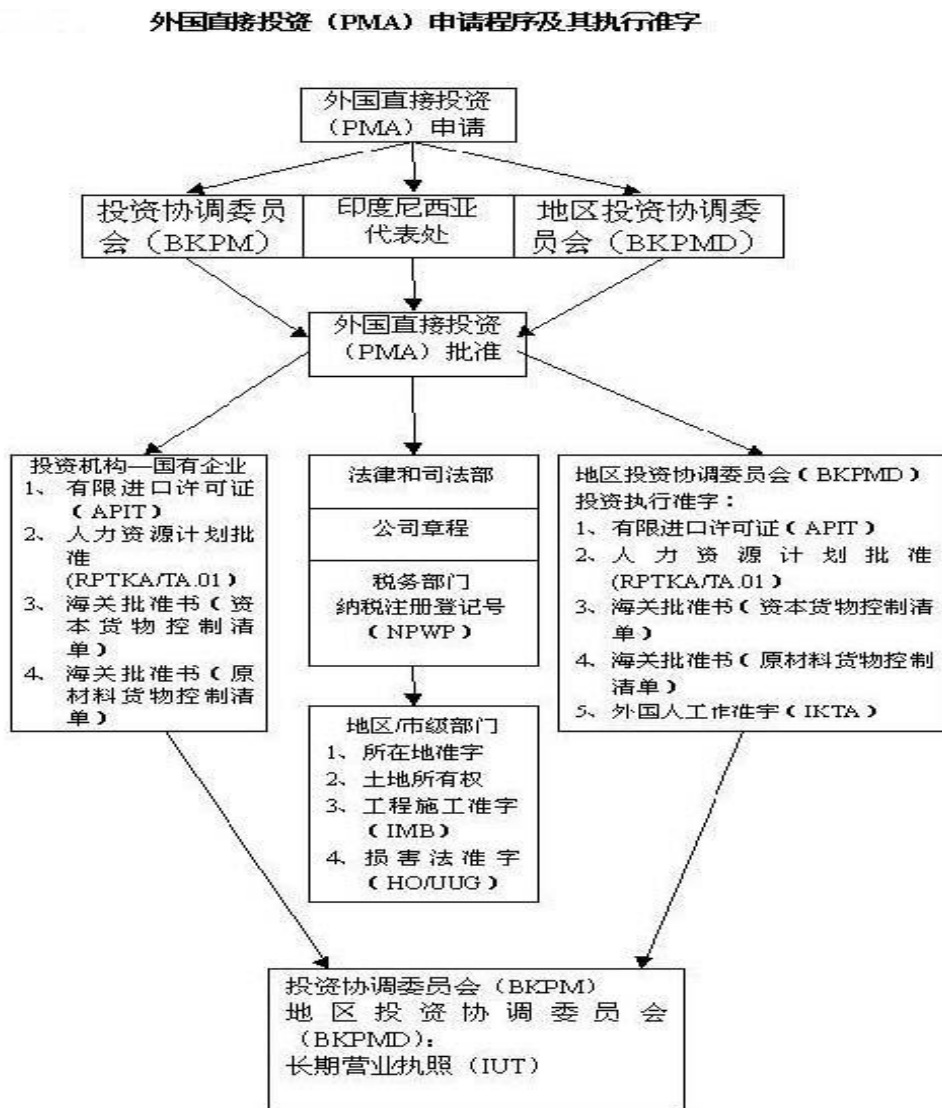 外国直接投资（PMA）申请程序及其执行准字
外国直接投资
（PMA）申请
投资协调委员
会（BKPM）
印度尼西亚
代表处
地区投资协调委
员会（BKPMD）
外国直接投资
（PMA）批准
投资机构—国有企业
1、有限进口许可证
（APIT）
2、人力资源计划批
准
(RPTKA/TA.01)
3、海关批准书（资
本货物控制清
单）
4、海关批准书（原
材料货物控制清
单）
法律和司法部
公司章程
税务部门
纳税注册登记号
（NPWP）
地区/市级部门
1、所在地准字
2、土地所有权
3、工程施工准字
（IMB）
4、损害法准字
（HO/UUG）
地区投资协调委员会（BKPMD）
投资执行准字：
1、有限进口许可证（APIT）
2、人力资源计划批准
(RPTKA/TA.01)
3、海关批准书（资本货物控制清
单）
4、海关批准书（原材料货物控制
清单）
5、外国人工作准字（IKTA）
投资协调委员会（BKPM）
地区投资协调委员会
（BKPMD）：
长期营业执照（IUT）